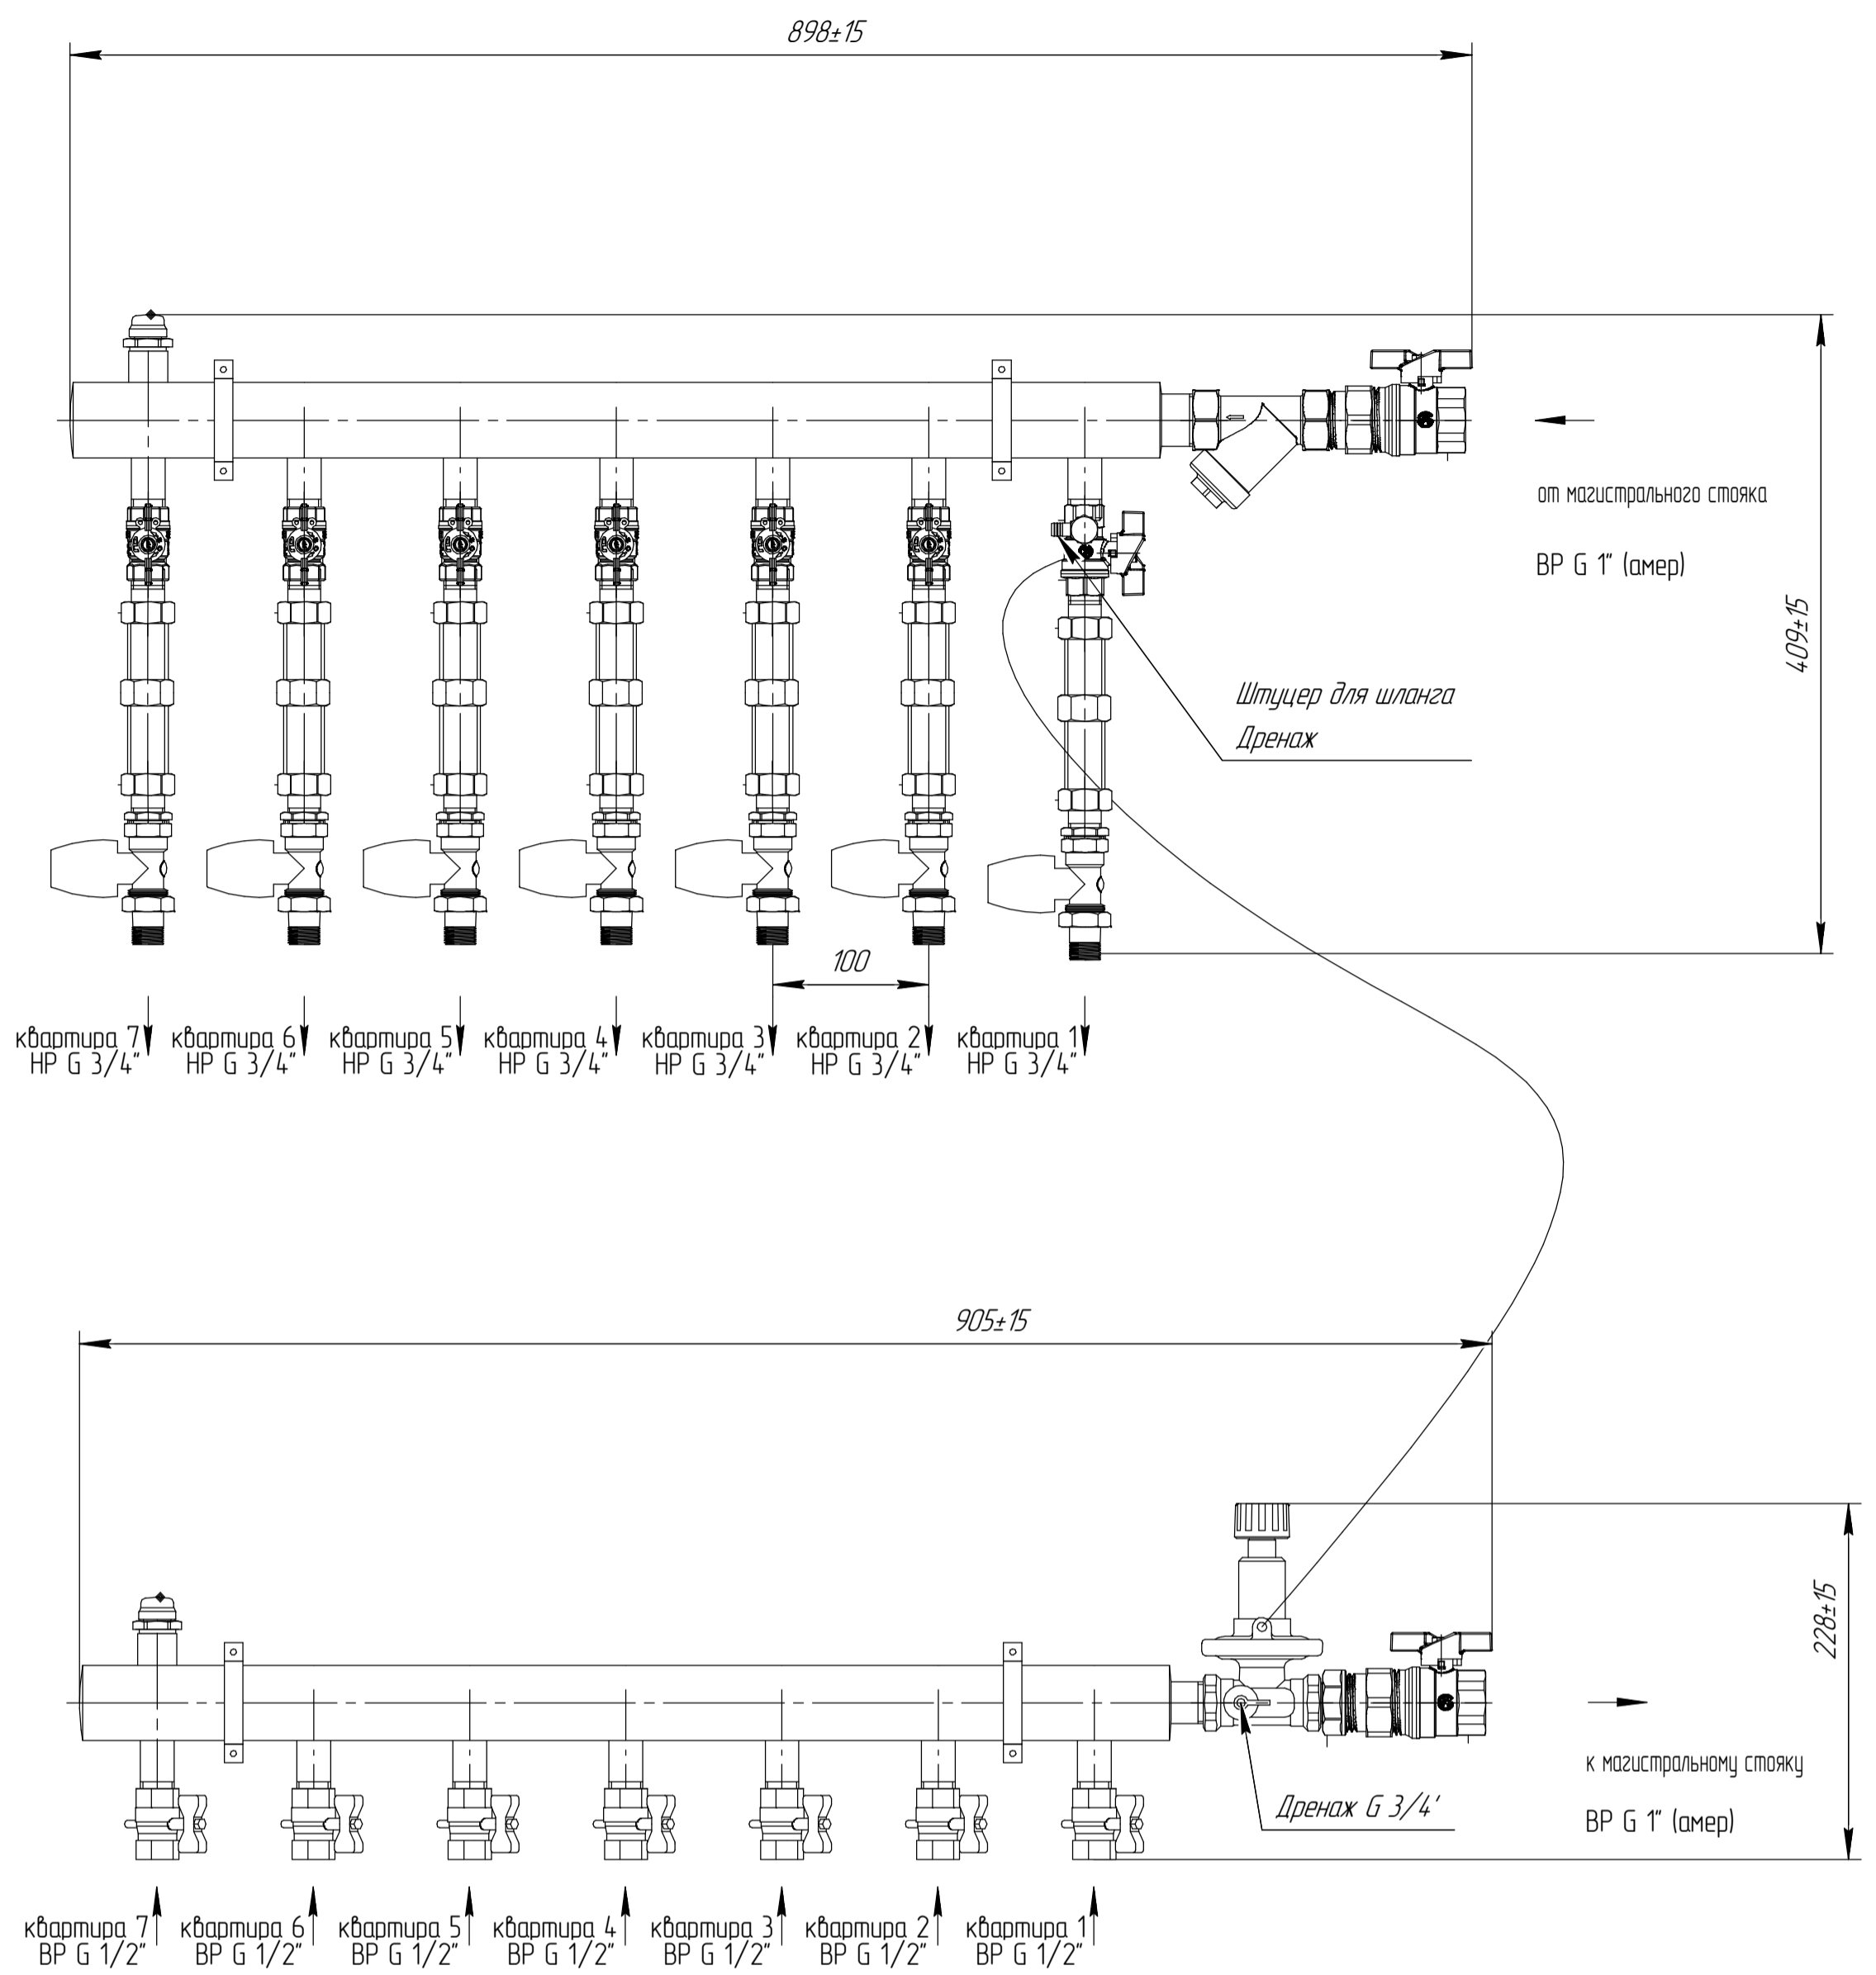 898±15
от магистрального стояка
ВР G 1" (амер)
409±15
Штуцер для шланга
Дренаж
100
квартира 7
НР G 3/4"
квартира 6
НР G 3/4"
квартира 5
НР G 3/4"
квартира 4
НР G 3/4"
квартира 3
НР G 3/4"
квартира 2
НР G 3/4"
квартира 1
НР G 3/4"
905±15
228±15
к магистральному стояку
ВР G 1" (амер)
Дренаж G 3/4'
квартира 7
ВР G 1/2"
квартира 6
ВР G 1/2"
квартира 5
ВР G 1/2"
квартира 4
ВР G 1/2"
квартира 3
ВР G 1/2"
квартира 2
ВР G 1/2"
квартира 1
ВР G 1/2"